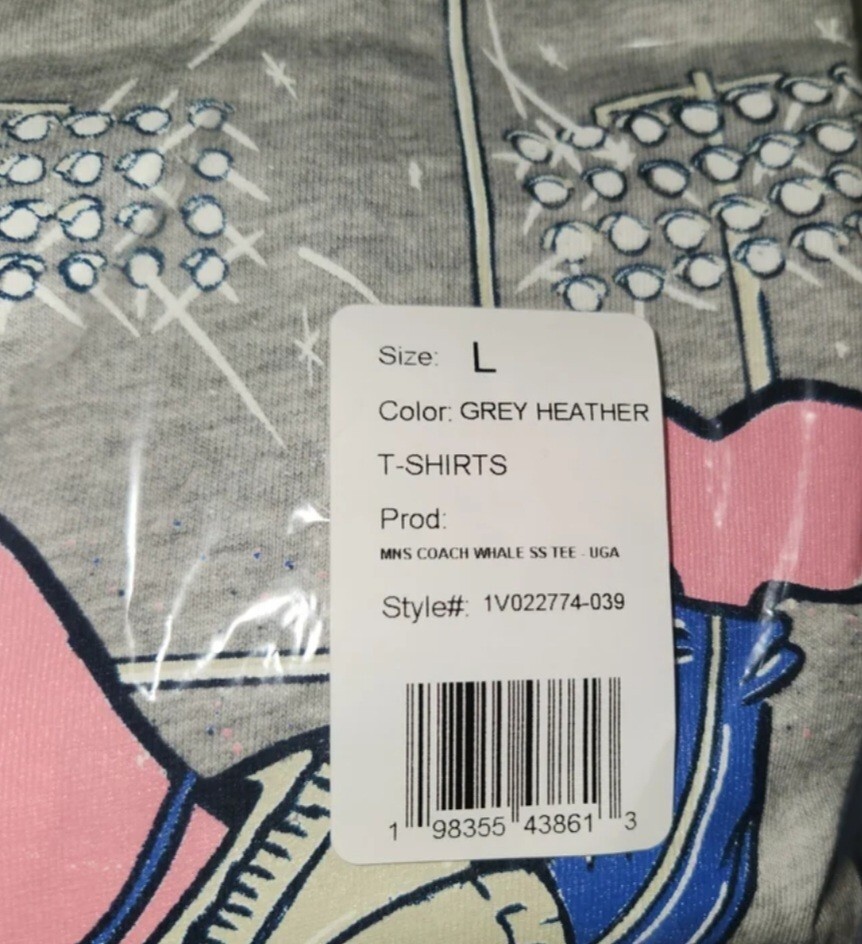 Size: L
Color: GREY HEATHER
T-SHIRTS
Prod:
MNS COACH WHALE SS TEE - UGA
Style#: 1V022774-039
1 98355 43861 3